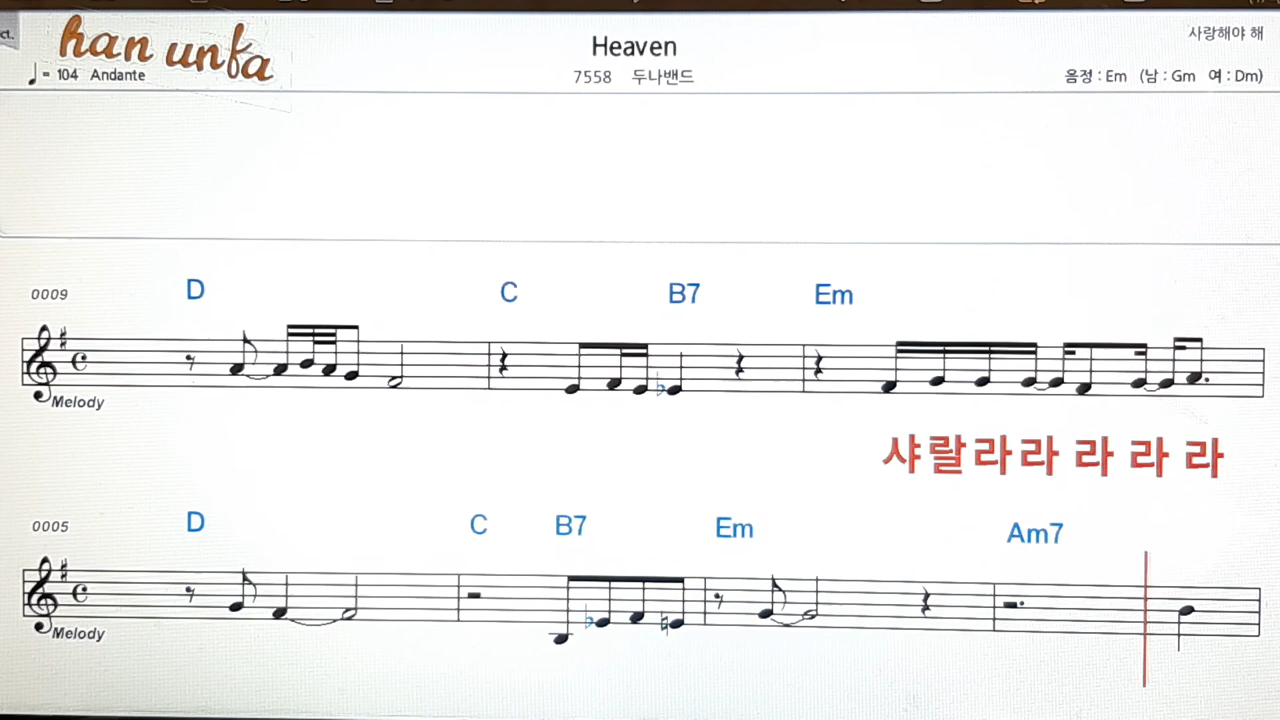 ct.
han unfa
♩ = 104 Andante
Heaven
7558 두나밴드
사랑해야 해
음정 : Em (남 : Gm 여 : Dm)
0009 D C B7 Em
Melody
샤랄라라 라 라 라
0005 D C B7 Em Am7
Melody